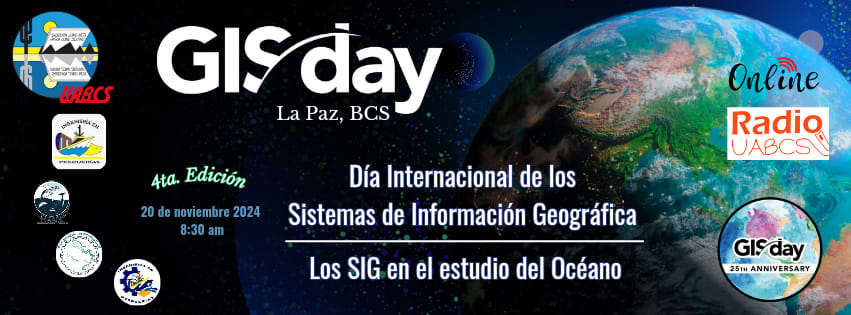 GISday
La Paz, BCS
4ta. Edición
20 de noviembre 2024
8:30 am
Día Internacional de los
Sistemas de Información Geográfica
Los SIG en el estudio del Océano
UABCS
INGENIERÍA EN
PESQUERÍAS
Online
Radio
UABCS
GISday
25TH ANNIVERSARY